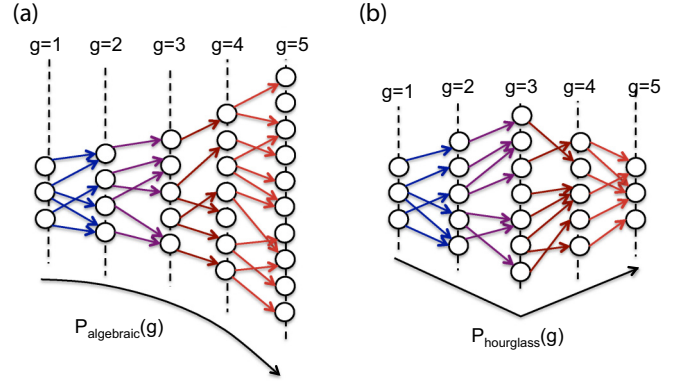 (a)
g=1 g=2 g=3 g=4 g=5
P_algebraic(g)
(b)
g=1 g=2 g=3 g=4 g=5
P_hourglass(g)